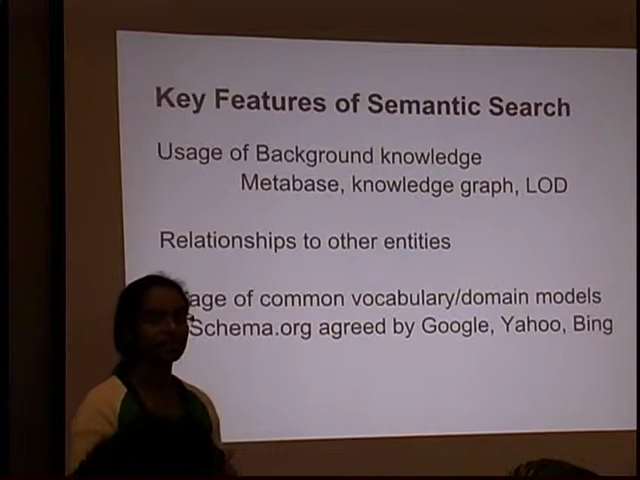 Key Features of Semantic Search
Usage of Background knowledge
Metabase, knowledge graph, LOD
Relationships to other entities
age of common vocabulary/domain models
Schema.org agreed by Google, Yahoo, Bing